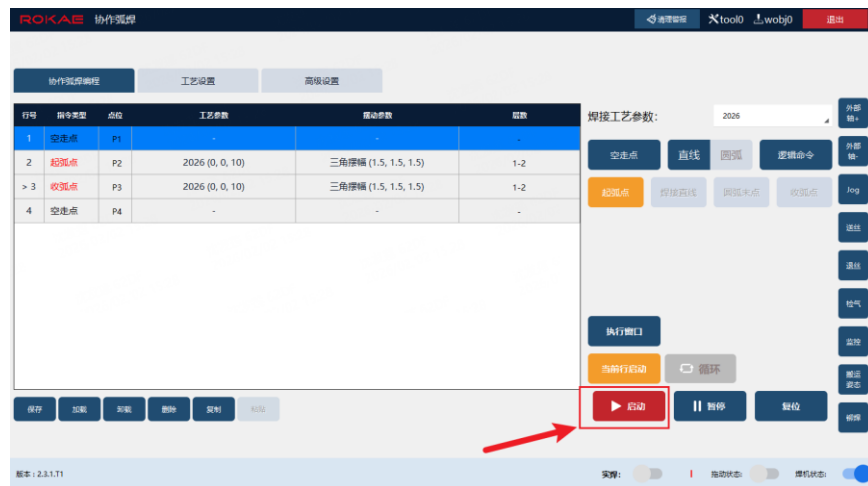 ROKAE 协作弧焊 清理警报 tool0 wobj0 退出
协作弧焊编程 工艺设置 高级设置
行号 指令类型 点位 工艺参数 摆动参数 层数
1 空走点 P1 - - -
2 起弧点 P2 2026 (0, 0, 10) 三角摆幅 (1.5, 1.5, 1.5) 1-2
> 3 收弧点 P3 2026 (0, 0, 10) 三角摆幅 (1.5, 1.5, 1.5) 1-2
4 空走点 P4 - - -
焊接工艺参数: 2026
空走点 直线 圆弧 逻辑命令
起弧点 焊接直线 圆弧末点 收弧点
执行窗口
当前行启动 循环
启动 暂停 复位
外部
轴+
外部
轴-
Jog
送丝
退丝
检气
监控
搬运
姿态
保存 加载 卸载 删除 复制 粘贴
版本：2.3.1.T1
实焊: 拖动状态: 焊机状态: